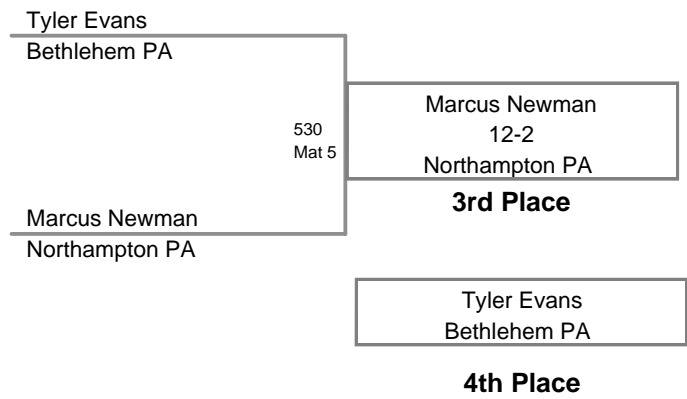 Tyler Evans
Bethlehem PA
530
Mat 5
Marcus Newman
12-2
Northampton PA
3rd Place
Marcus Newman
Northampton PA
Tyler Evans
Bethlehem PA
4th Place